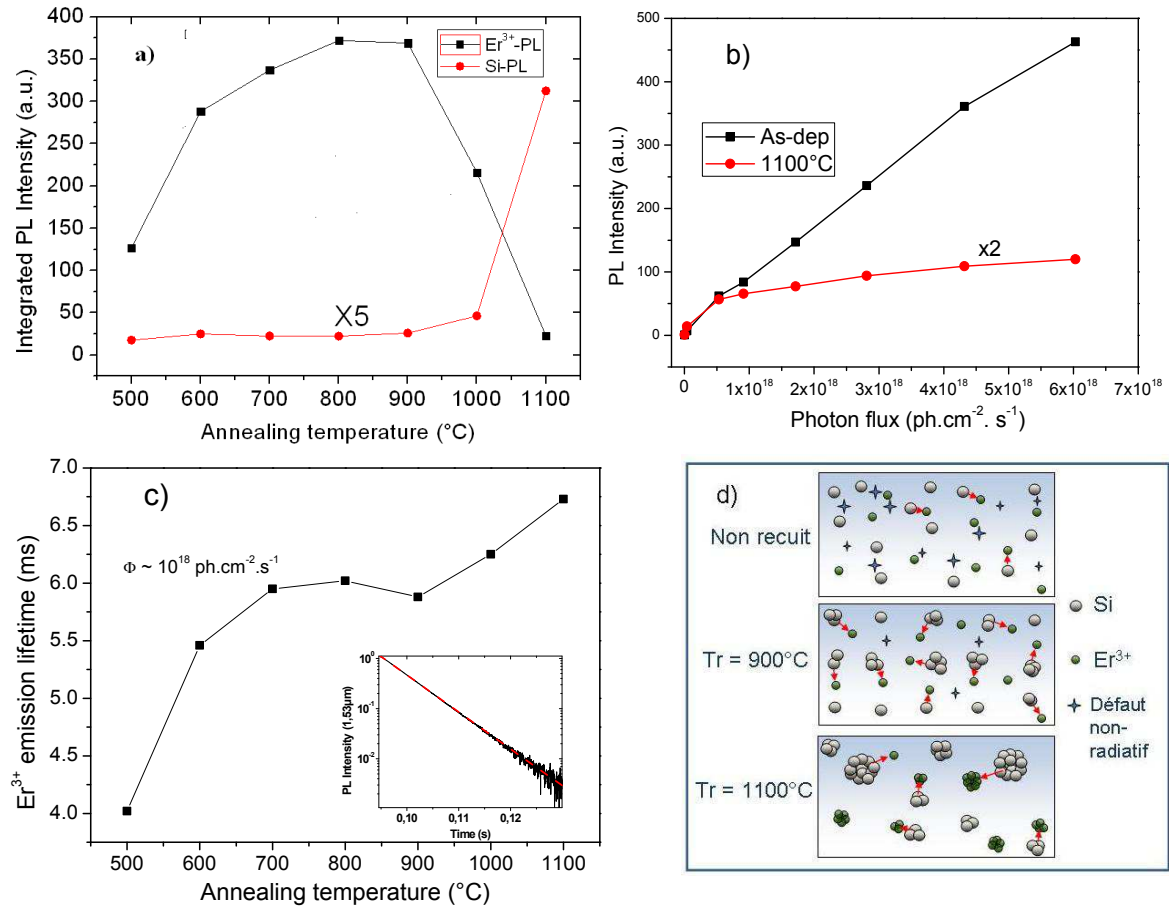 a)
Er³⁺-PL
Si-PL
X5
400
350
300
250
200
150
100
50
0
Integrated PL Intensity (a.u.)
500 600 700 800 900 1000 1100
Annealing temperature (°C)
b)
As-dep
1100°C
x2
500
400
300
200
100
0
PL Intensity (a.u.)
0 1x10¹⁸ 2x10¹⁸ 3x10¹⁸ 4x10¹⁸ 5x10¹⁸ 6x10¹⁸ 7x10¹⁸
Photon flux (ph.cm⁻². s⁻¹)
c)
Φ ~ 10¹⁸ ph.cm⁻².s⁻¹
7.0
6.5
6.0
5.5
5.0
4.5
4.0
Er³⁺ emission lifetime (ms)
10⁰
10⁻¹
10⁻²
PL Intensity (1,53µm)
0,10 0,11 0,12
Time (s)
500 600 700 800 900 1000 1100
Annealing temperature (°C)
d)
Non recuit
Tr = 900°C
Tr = 1100°C
Si
Er³⁺
Défaut
non-
radiatif